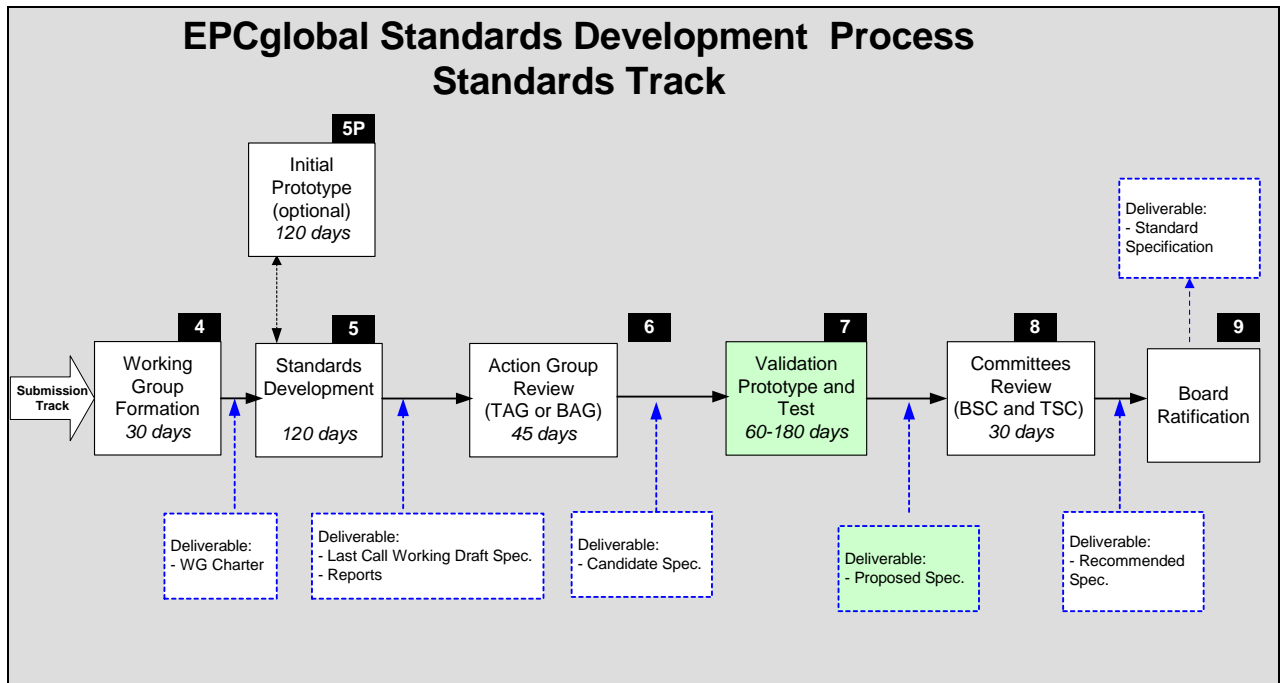 EPCglobal Standards Development Process
Standards Track
5P
Initial
Prototype
(optional)
120 days
Deliverable:
- Standard
Specification
Submission
Track
4
Working
Group
Formation
30 days
5
Standards
Development
120 days
6
Action Group
Review
(TAG or BAG)
45 days
7
Validation
Prototype and
Test
60-180 days
8
Committees
Review
(BSC and TSC)
30 days
9
Board
Ratification
Deliverable:
- WG Charter
Deliverable:
- Last Call Working Draft Spec.
- Reports
Deliverable:
- Candidate Spec.
Deliverable:
- Proposed Spec.
Deliverable:
- Recommended
Spec.